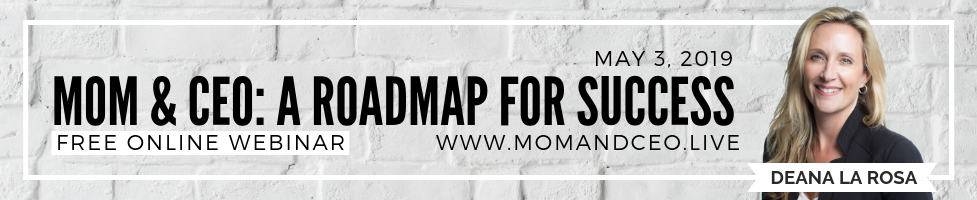 MAY 3, 2019
MOM & CEO: A ROADMAP FOR SUCCESS
FREE ONLINE WEBINAR
WWW.MOMANDCEO.LIVE
DEANA LA ROSA